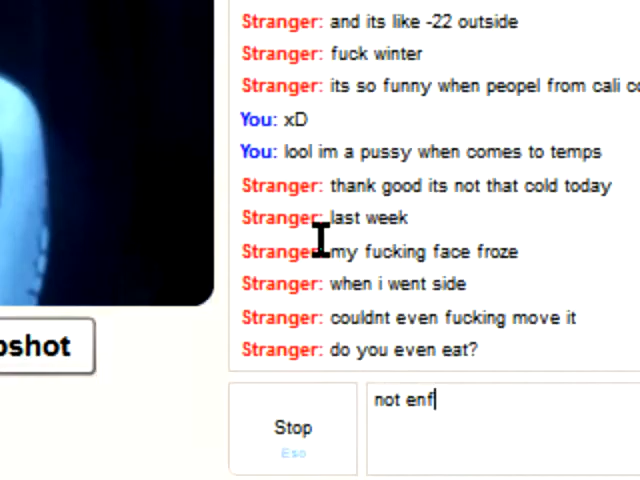 Stranger: and its like -22 outside
Stranger: fuck winter
Stranger: its so funny when peopel from cali
You: xD
You: lool im a pussy when comes to temps
Stranger: thank good its not that cold today
Stranger: last week
Stranger: my fucking face froze
Stranger: when i went side
Stranger: couldnt even fucking move it
Stranger: do you even eat?
pshot
not enf
Stop
Esc